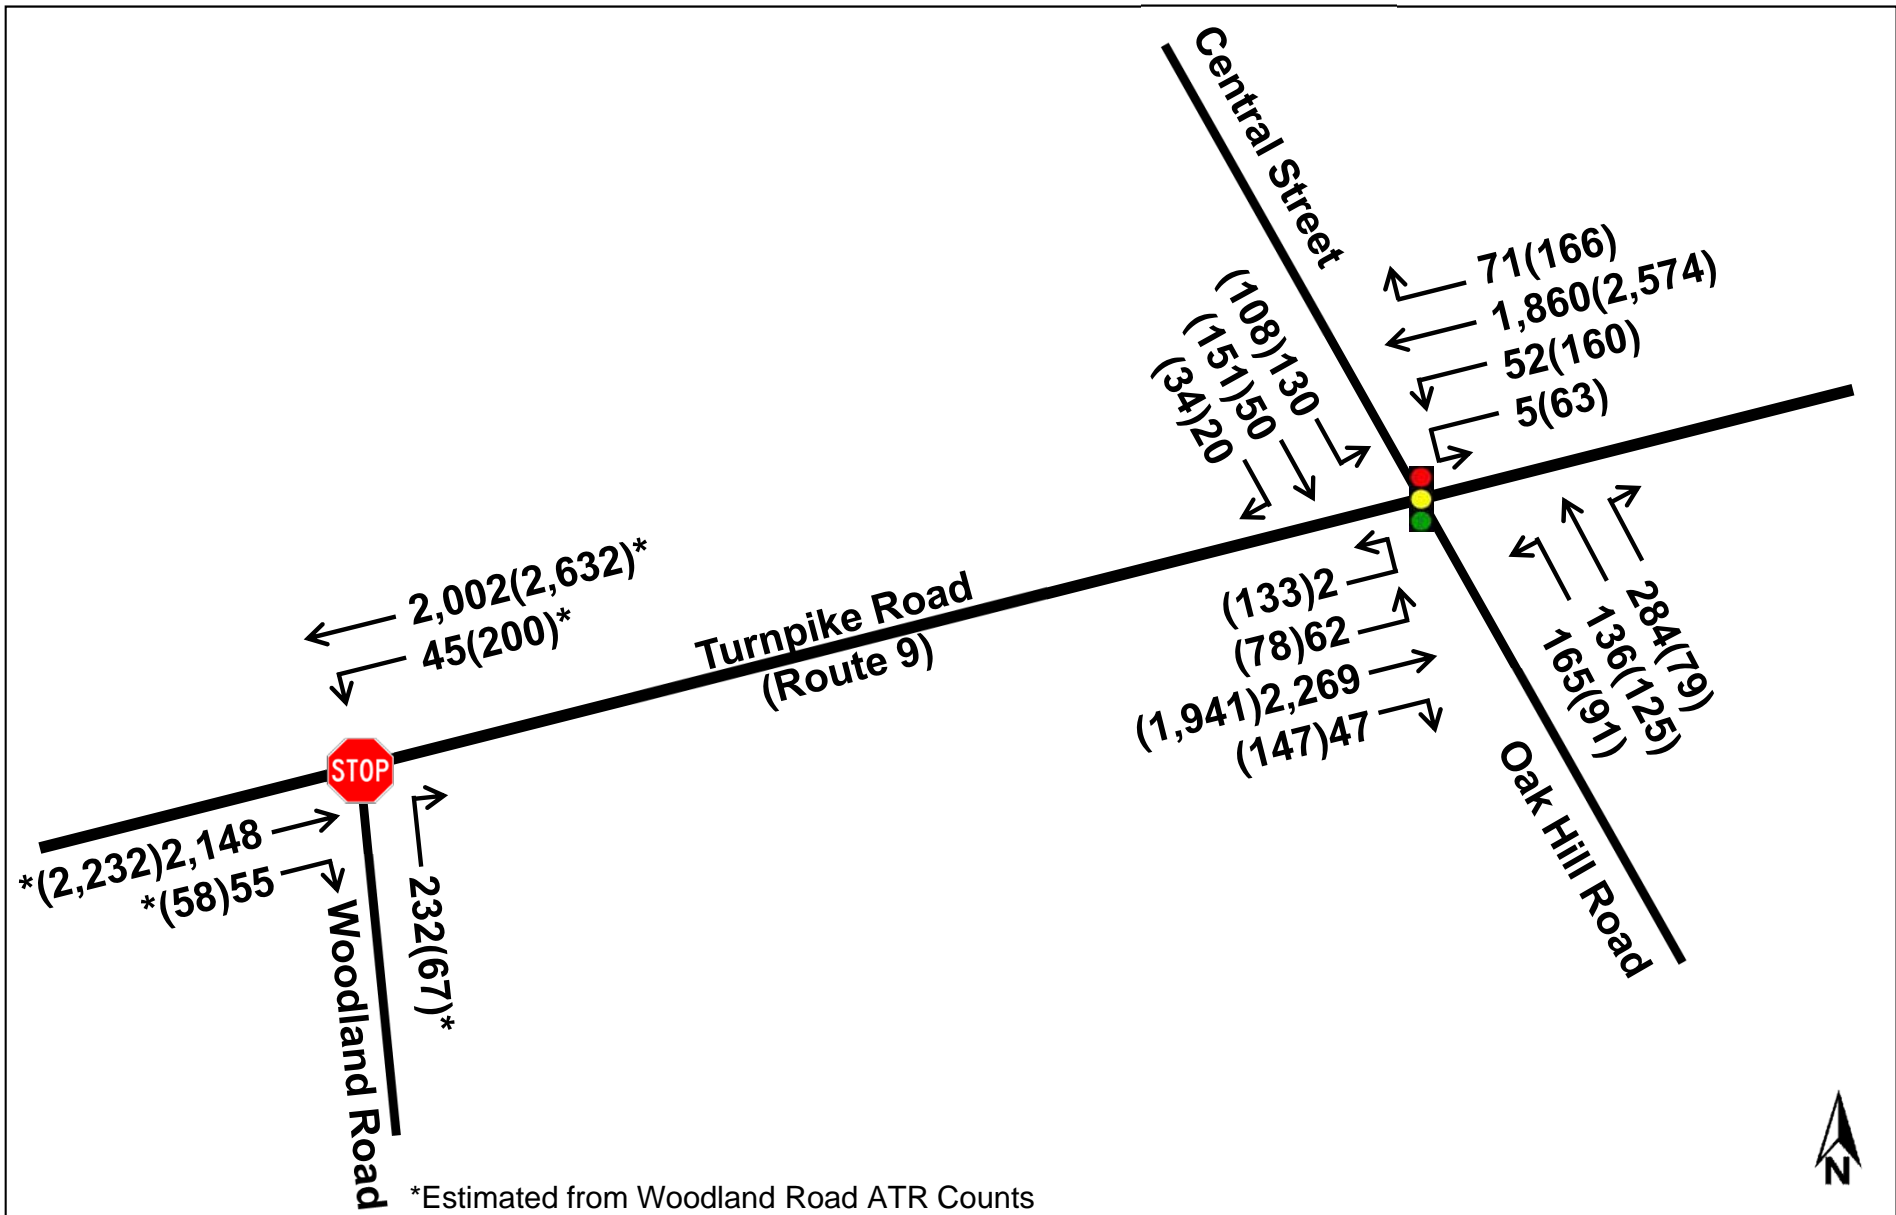 Central Street
71(166)
1,860(2,574)
52(160)
5(63)
(108)130
(151)50
(34)20
2,002(2,632)*
45(200)*
Turnpike Road
(Route 9)
(133)2
(78)62
(1,941)2,269
(147)47
284(79)
136(125)
165(91)
Oak Hill Road
STOP
*(2,232)2,148
*(58)55
232(67)*
Woodland Road
N
*Estimated from Woodland Road ATR Counts